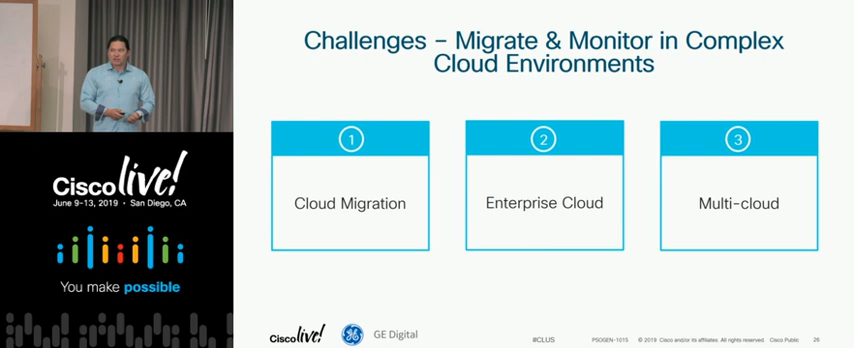 Challenges – Migrate & Monitor in Complex
Cloud Environments
1
Cloud Migration
2
Enterprise Cloud
3
Multi-cloud
Cisco live!
June 9-13, 2019 • San Diego, CA
You make possible
Cisco live!
GE Digital
#CLUS
PSOGEN-1015
© 2019 Cisco and/or its affiliates. All rights reserved. Cisco Public
26